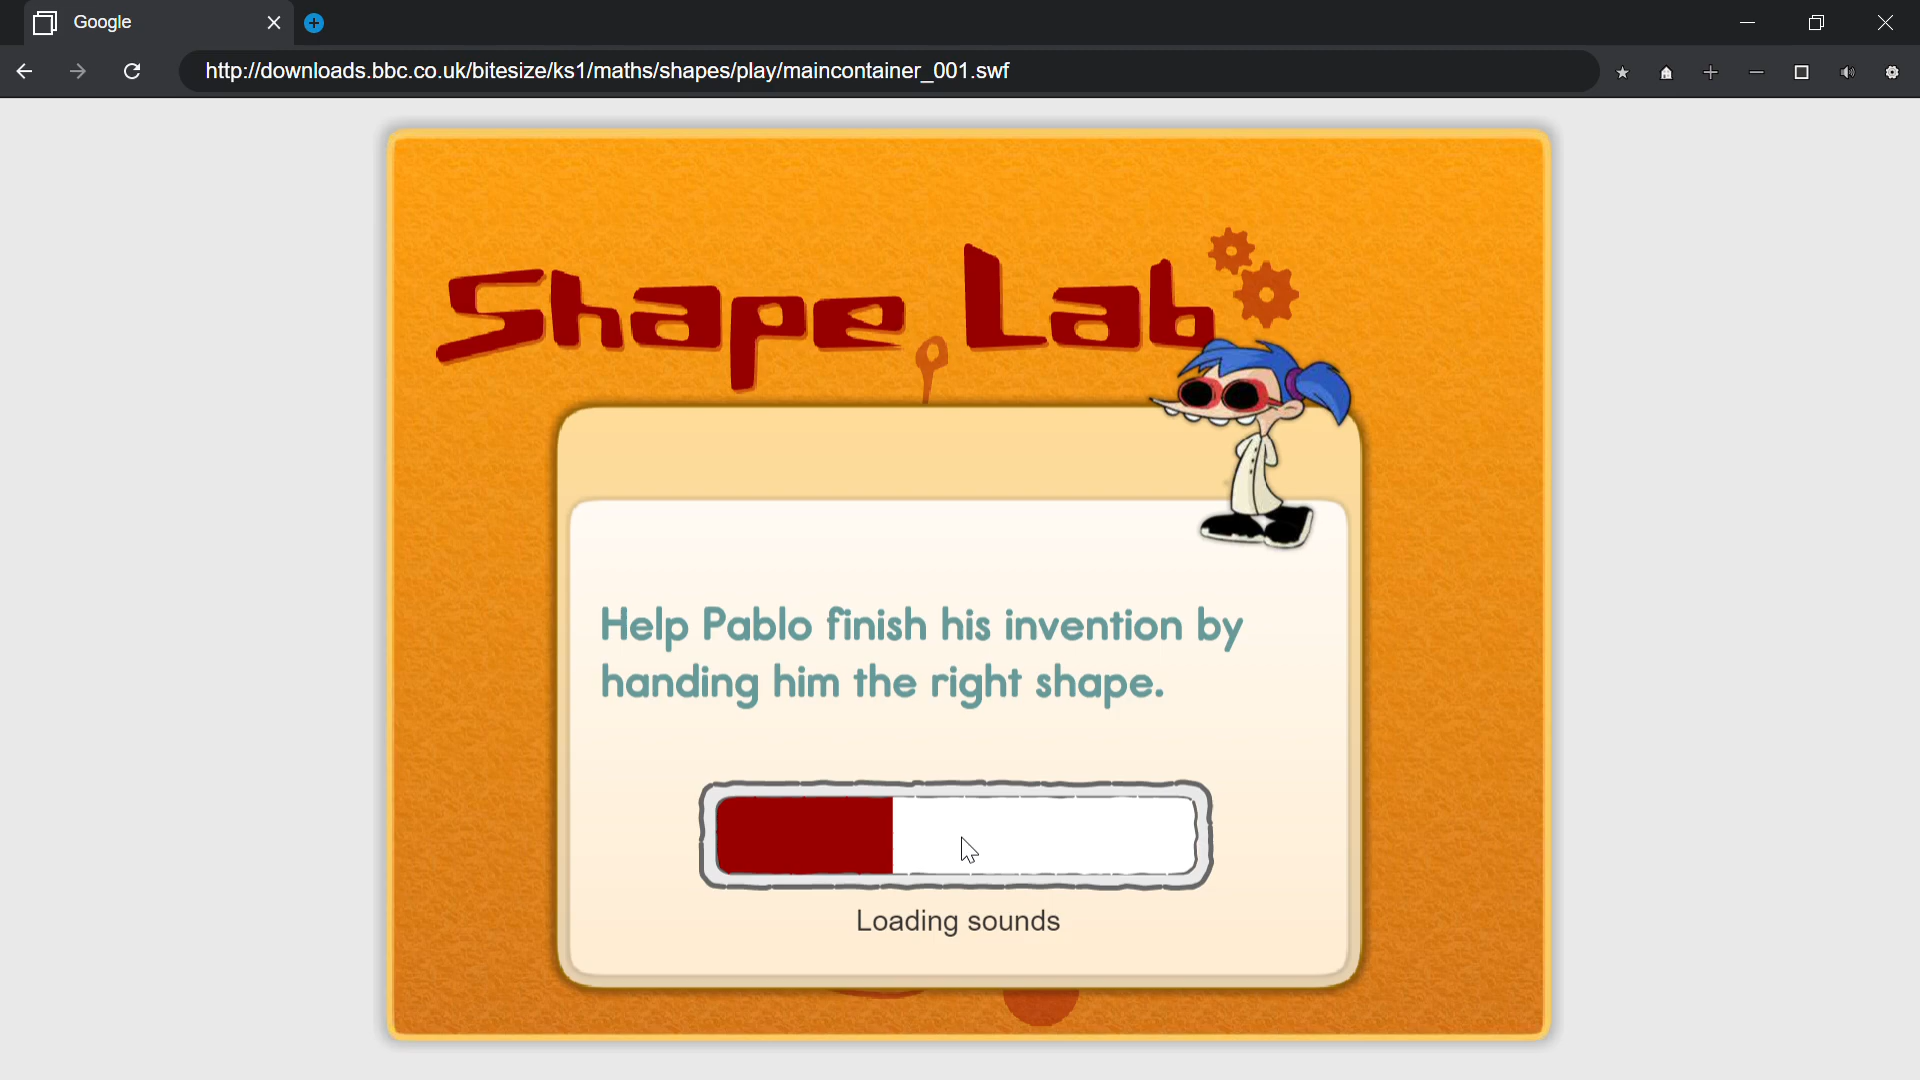 Google
http://downloads.bbc.co.uk/bitesize/ks1/maths/shapes/play/maincontainer_001.swf
Shape Lab
Help Pablo finish his invention by
handing him the right shape.
Loading sounds